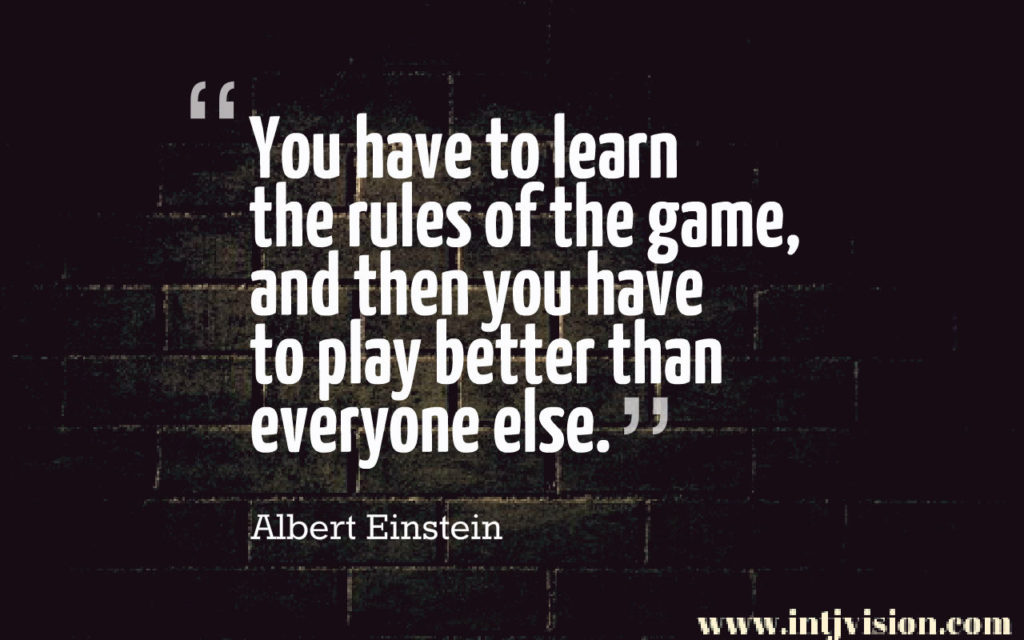 “ You have to learn
the rules of the game,
and then you have
to play better than
everyone else. ”
Albert Einstein
www.intjvision.com